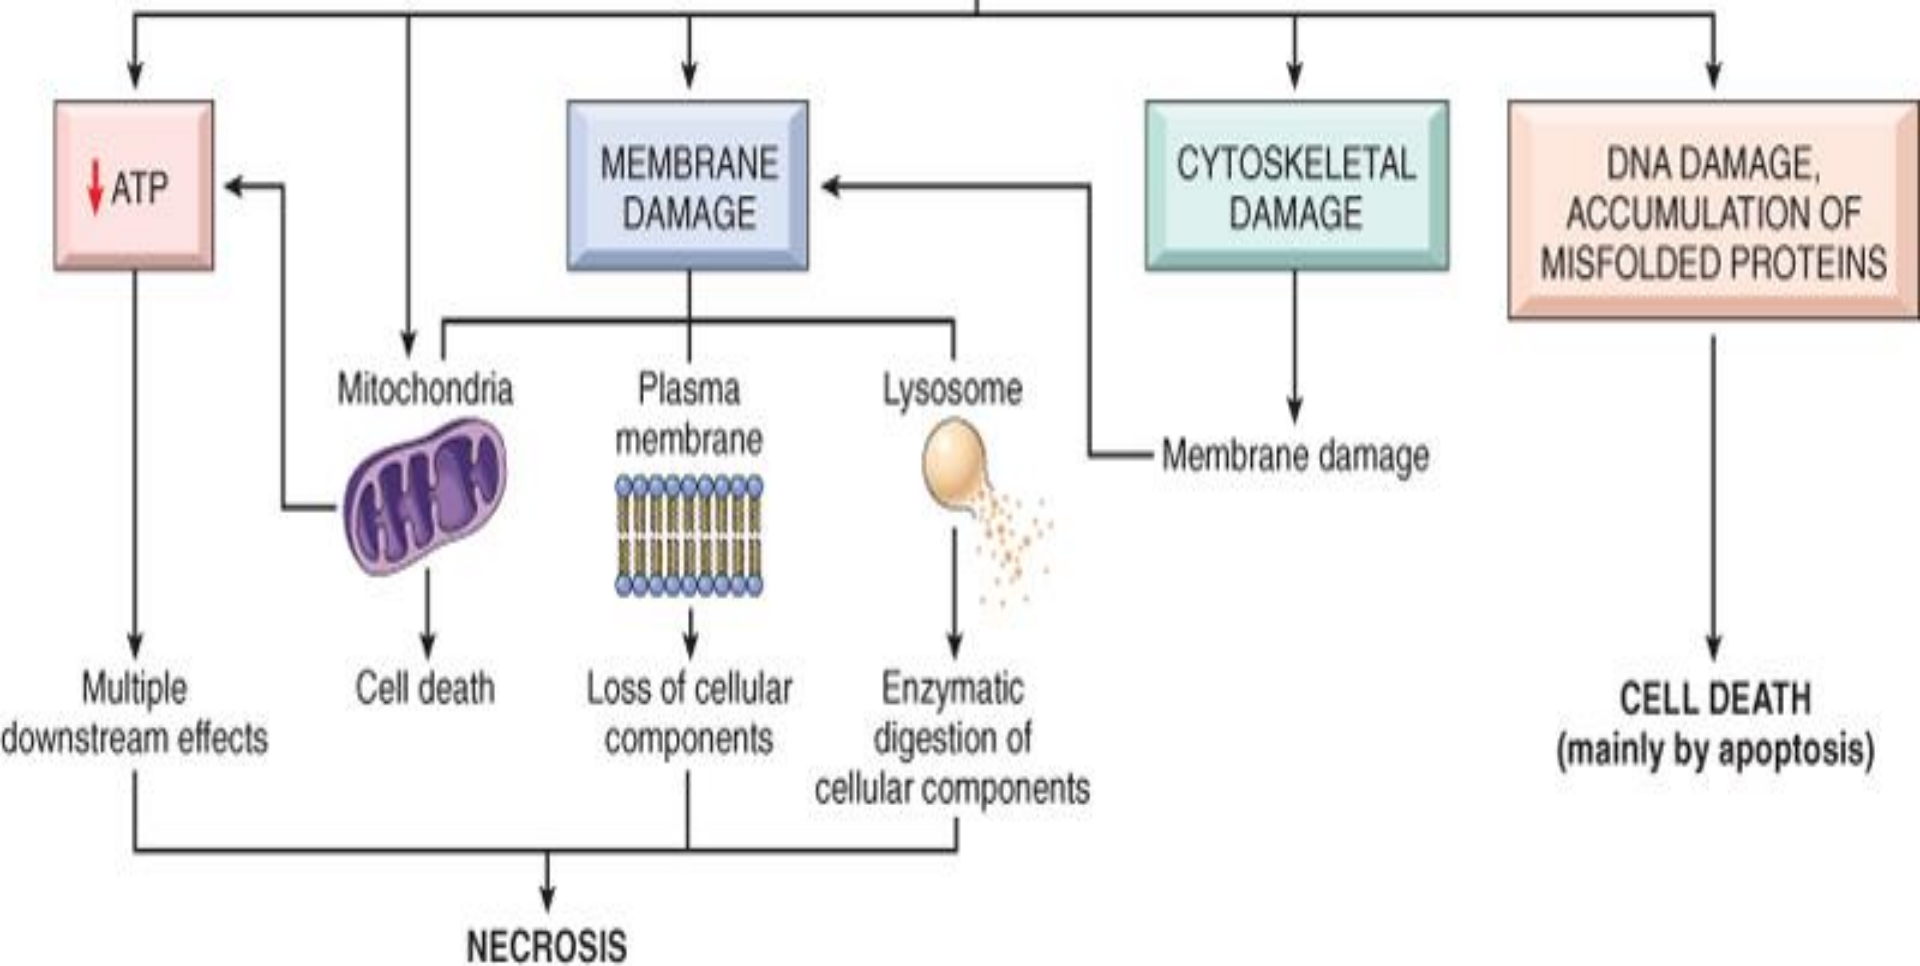 ↓ ATP
MEMBRANE
DAMAGE
CYTOSKELETAL
DAMAGE
DNA DAMAGE,
ACCUMULATION OF
MISFOLDED PROTEINS
Mitochondria
Plasma
membrane
Lysosome
Membrane damage
Multiple
downstream effects
Cell death
Loss of cellular
components
Enzymatic
digestion of
cellular components
CELL DEATH
(mainly by apoptosis)
NECROSIS